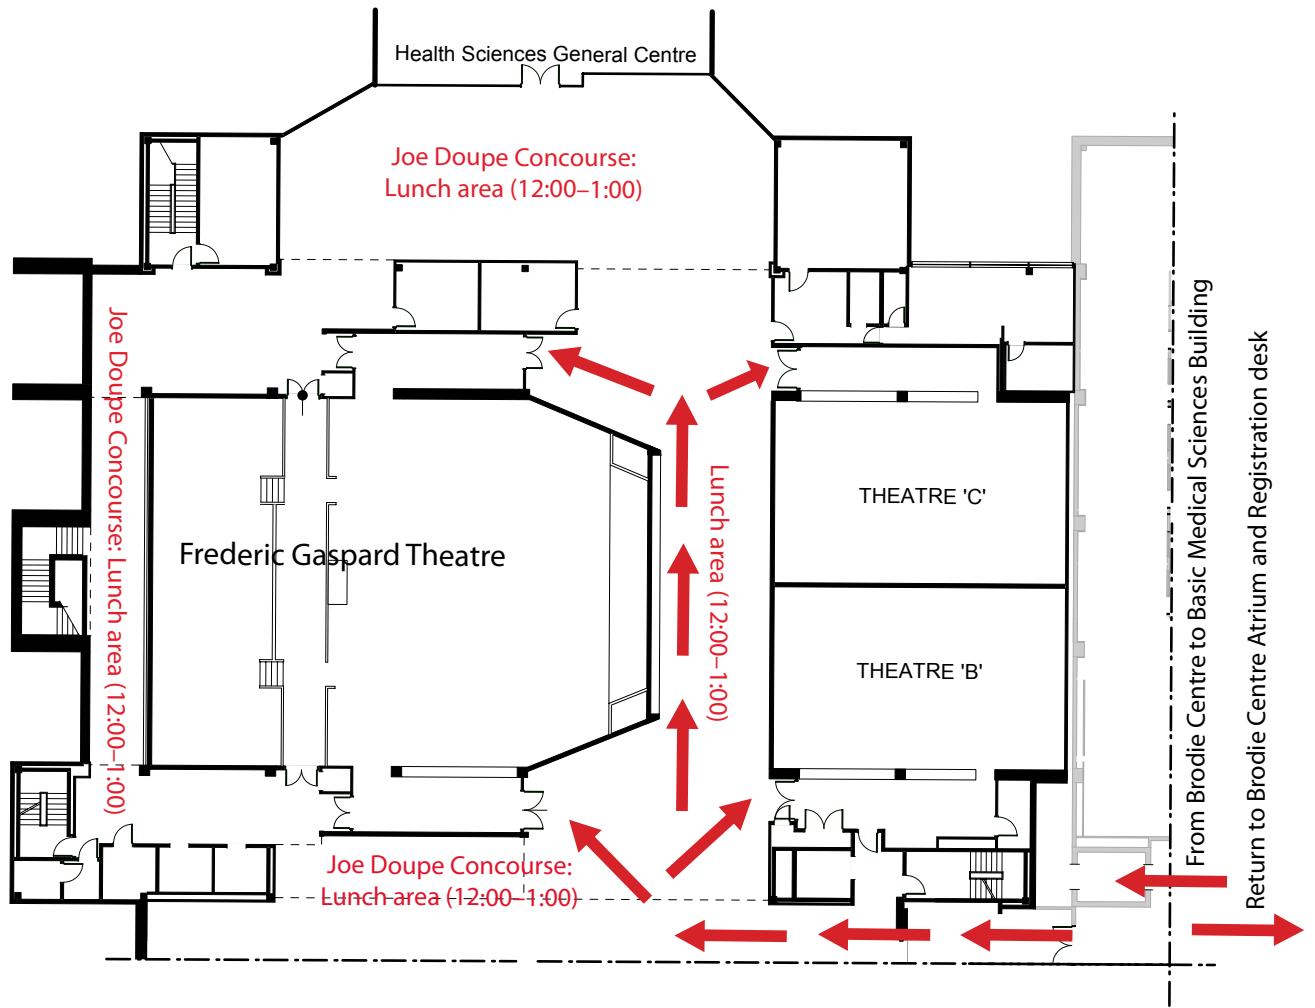 Health Sciences General Centre
Joe Doupe Concourse:
Lunch area (12:00–1:00)
Joe Doupe Concourse: Lunch area (12:00–1:00)
Frederic Gaspard Theatre
Lunch area (12:00–1:00)
THEATRE 'C'
THEATRE 'B'
From Brodie Centre to Basic Medical Sciences Building
Return to Brodie Centre Atrium and Registration desk
Joe Doupe Concourse:
Lunch area (12:00–1:00)